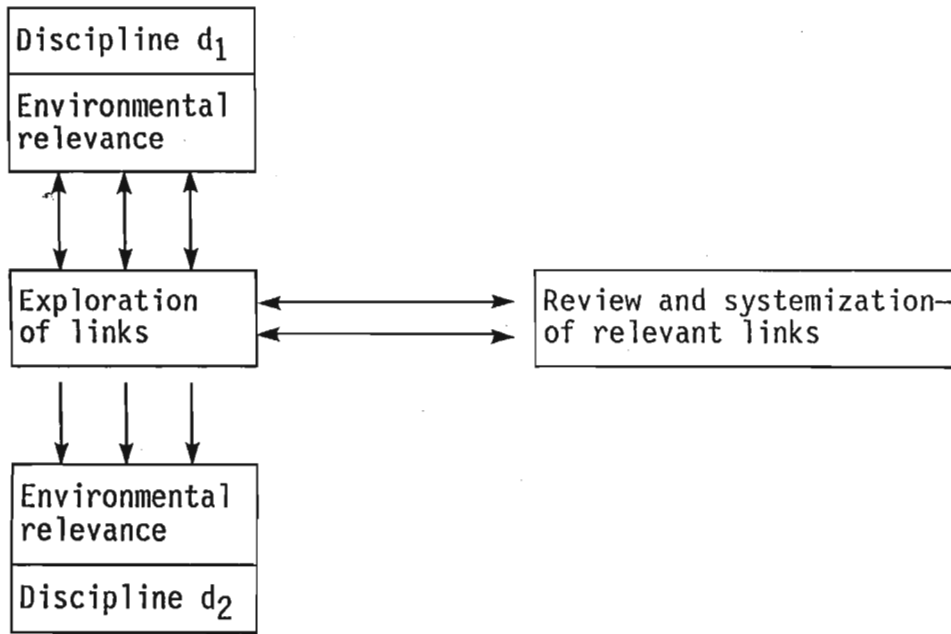 Discipline d₁
Environmental
relevance
Exploration
of links
Review and systemization—
of relevant links
Environmental
relevance
Discipline d₂